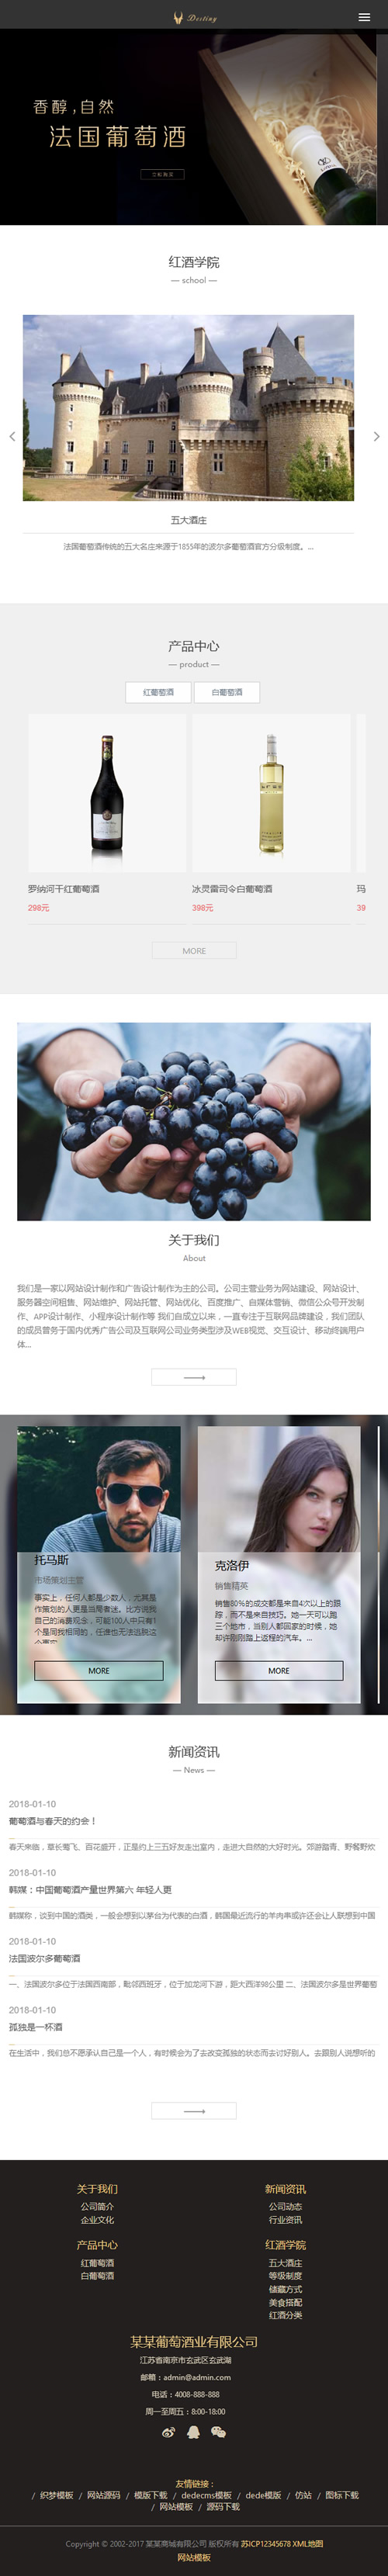 Destiny
香醇,自然
法国葡萄酒
立即购买
红酒学院
— school —
五大酒庄
法国葡萄酒传统的五大名庄来源于1855年的波尔多葡萄酒官方分级制度。...
产品中心
— product —
红葡萄酒 白葡萄酒
罗纳河干红葡萄酒 冰灵雷司令白葡萄酒 玛
298元 398元 39
MORE
关于我们
About
我们是一家以网站设计制作和广告设计制作为主的公司。公司主营业务为网站建设、网站设计、
服务器空间租售、网站维护、网站托管、网站优化、百度推广、自媒体营销、微信公众号开发制
作、APP设计制作、小程序设计制作等 我们自成立以来，一直专注于互联网品牌建设，我们团队
的成员曾务于国内优秀广告公司及互联网公司业务类型涉及WEB视觉、交互设计、移动终端用户
体...
托马斯
市场策划主管
事实上，任何人都是少数人，尤其是
作策划的人更是当局者迷。比方说我
自己的消费观念，可能100人中只有1
个是同我相同的，任谁也无法逃脱这
个事实
MORE
克洛伊
销售精英
销售80%的成交都是来自4次以上的跟
踪，而不是来自技巧。她一天可以跑
三个地市，当别人都回家的时候，她
却许刚刚踏上返程的汽车。...
MORE
新闻资讯
— News —
2018-01-10
葡萄酒与春天的约会！
春天来临，草长莺飞、百花盛开，正是约上三五好友走出室内，走进大自然的大好时光。郊游踏青、野餐野炊
2018-01-10
韩媒：中国葡萄酒产量世界第六 年轻人更
韩媒称，谈到中国的酒类，一般会想到以茅台为代表的白酒，韩国最近流行的羊肉串或许还会让人联想到中国
2018-01-10
法国波尔多葡萄酒
一、法国波尔多位于法国西南部，毗邻西班牙，位于加龙河下游，距大西洋98公里 二、法国波尔多是世界葡萄
2018-01-10
孤独是一杯酒
在生活中，我们总不愿承认自己是一个人，有时候会为了去改变孤独的状态而去讨好别人。去跟别人说想听的
关于我们 新闻资讯
公司简介 公司动态
企业文化 行业资讯
产品中心 红酒学院
红葡萄酒 五大酒庄
白葡萄酒 等级制度
储藏方式
美食搭配
红酒分类
某某葡萄酒业有限公司
江苏省南京市玄武区玄武湖
邮箱：admin@admin.com
电话：4008-888-888
周一至周五：8:00-18:00
友情链接：
/ 织梦模板 / 网站源码 / 模版下载 / dedecms模板 / dede模版 / 仿站 / 图标下载
/ 网站模板 / 源码下载
Copyright © 2002-2017 某某商城有限公司 版权所有 苏ICP12345678 XML地图
网站模板